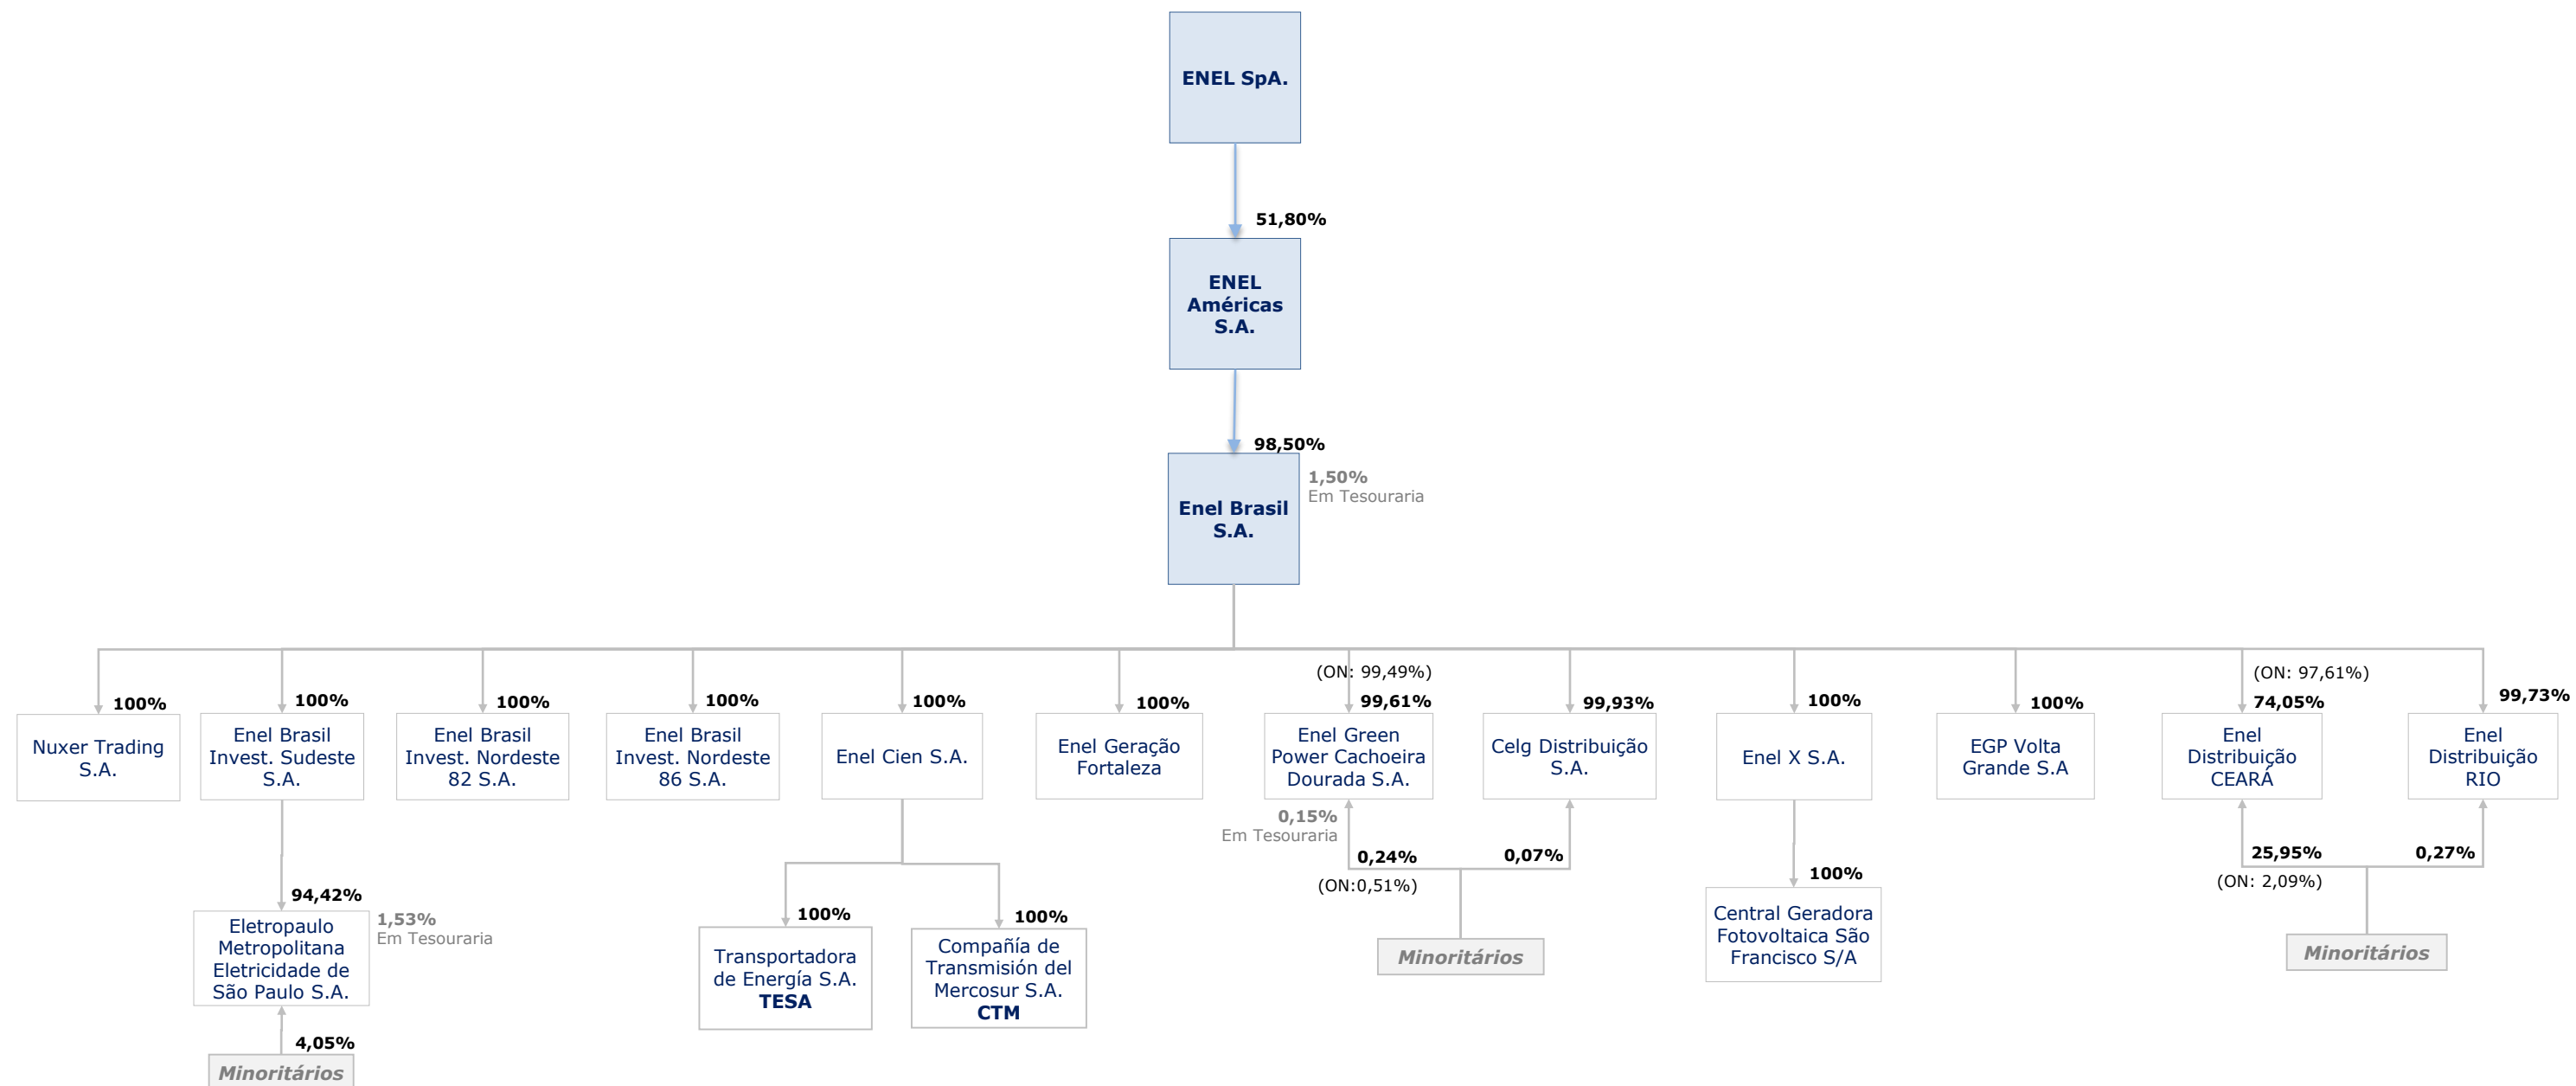 ENEL SpA.
51,80%
ENEL
Américas
S.A.
98,50%
1,50%
Em Tesouraria
Enel Brasil
S.A.
100%
Nuxer Trading
S.A.
100%
Enel Brasil
Invest. Sudeste
S.A.
100%
Enel Brasil
Invest. Nordeste
82 S.A.
100%
Enel Brasil
Invest. Nordeste
86 S.A.
100%
Enel Cien S.A.
100%
Enel Geração
Fortaleza
(ON: 99,49%)
99,61%
Enel Green
Power Cachoeira
Dourada S.A.
99,93%
Celg Distribuição
S.A.
100%
Enel X S.A.
100%
EGP Volta
Grande S.A
(ON: 97,61%)
74,05%
Enel
Distribuição
CEARÁ
99,73%
Enel
Distribuição
RIO
94,42%
Eletropaulo
Metropolitana
Eletricidade de
São Paulo S.A.
1,53%
Em Tesouraria
4,05%
Minoritários
100%
Transportadora
de Energía S.A.
TESA
100%
Compañía de
Transmisión del
Mercosur S.A.
CTM
0,15%
Em Tesouraria
0,24%
(ON:0,51%)
0,07%
Minoritários
100%
Central Geradora
Fotovoltaica São
Francisco S/A
25,95%
(ON: 2,09%)
0,27%
Minoritários